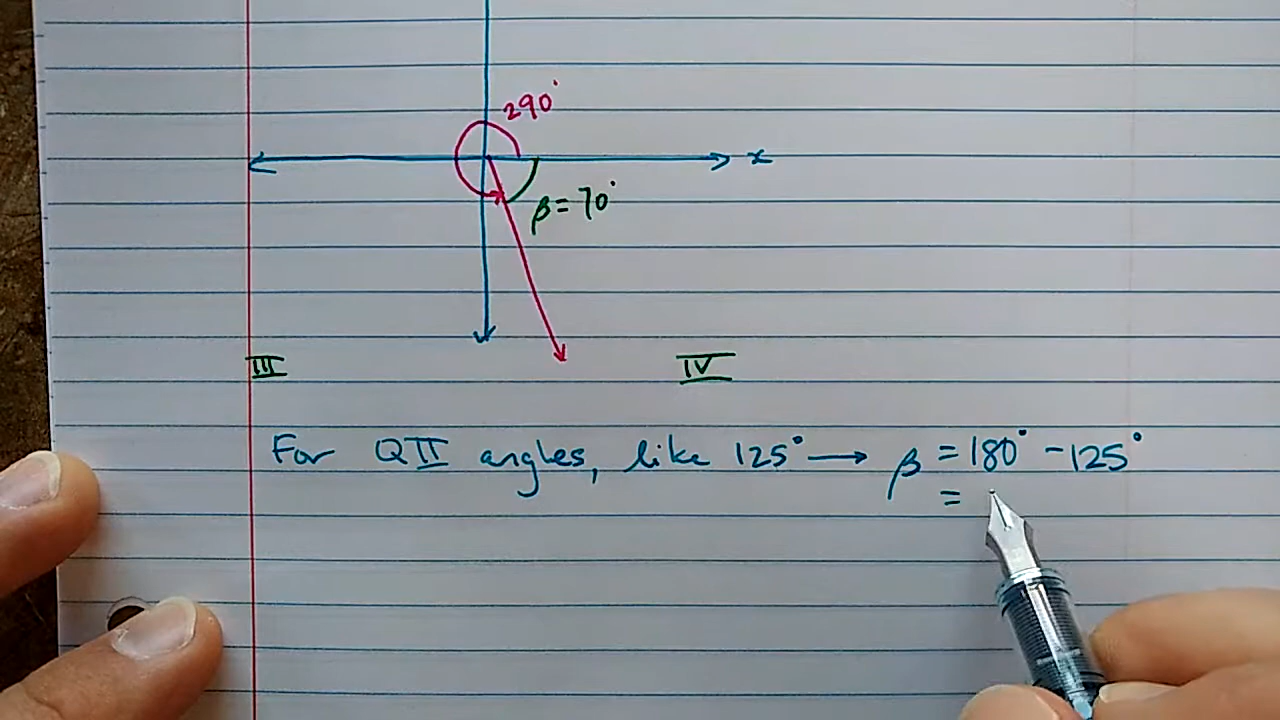 290°
x
β = 70°
III IV
For QII angles, like 125° → β = 180° - 125°
=